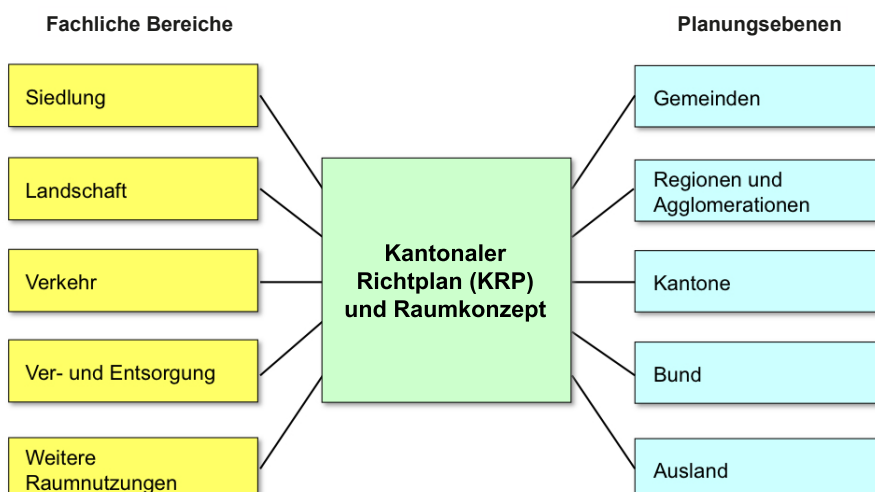 Fachliche Bereiche
Planungsebenen
Siedlung
Landschaft
Verkehr
Ver- und Entsorgung
Weitere
Raumnutzungen
Kantonaler
Richtplan (KRP)
und Raumkonzept
Gemeinden
Regionen und
Agglomerationen
Kantone
Bund
Ausland